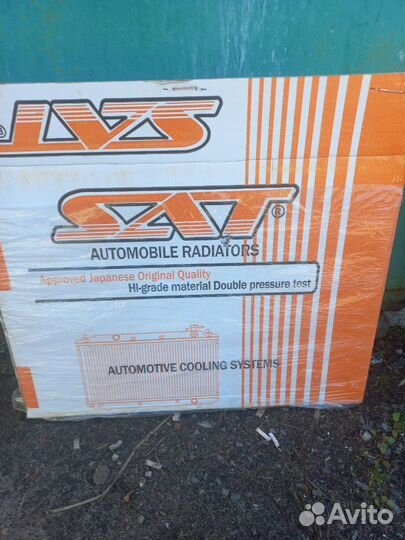 SAT
SAT®
AUTOMOBILE RADIATORS
Approved Japanese Original Quality
Hi-grade material Double pressure test
AUTOMOTIVE COOLING SYSTEMS
Avito